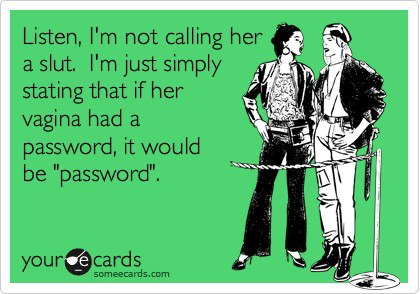 Listen, I'm not calling her
a slut.  I'm just simply
stating that if her
vagina had a
password, it would
be "password".
your e cards
someecards.com